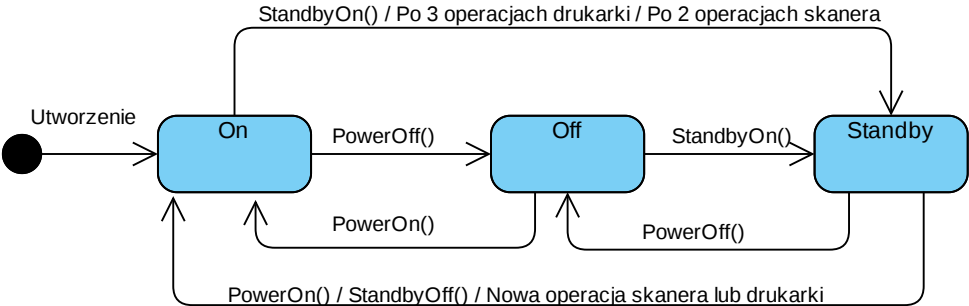 StandbyOn() / Po 3 operacjach drukarki / Po 2 operacjach skanera
Utworzenie
On
PowerOff()
Off
StandbyOn()
Standby
PowerOn()
PowerOff()
PowerOn() / StandbyOff() / Nowa operacja skanera lub drukarki